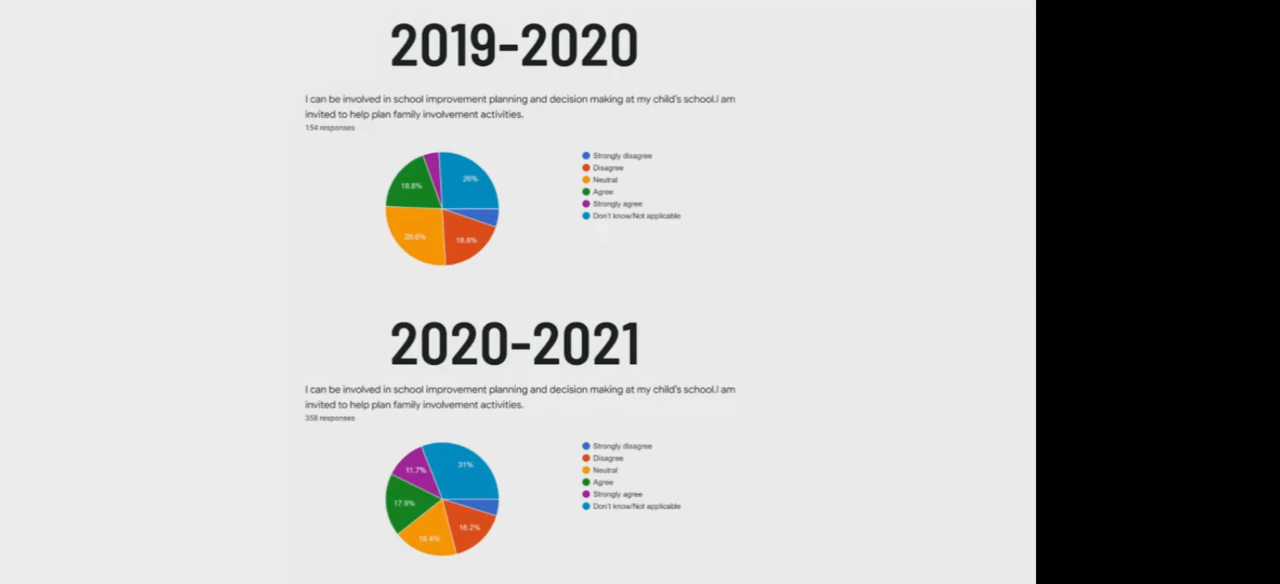 2019-2020
I can be involved in school improvement planning and decision making at my child's school.I am
invited to help plan family involvement activities.
154 responses
Strongly disagree
Disagree
Neutral
Agree
Strongly agree
Don't know/Not applicable
26%
18.8%
18.8%
2020-2021
I can be involved in school improvement planning and decision making at my child's school.I am
invited to help plan family involvement activities.
358 responses
Strongly disagree
Disagree
Neutral
Agree
Strongly agree
Don't know/Not applicable
31%
11.7%
17.9%
16.2%